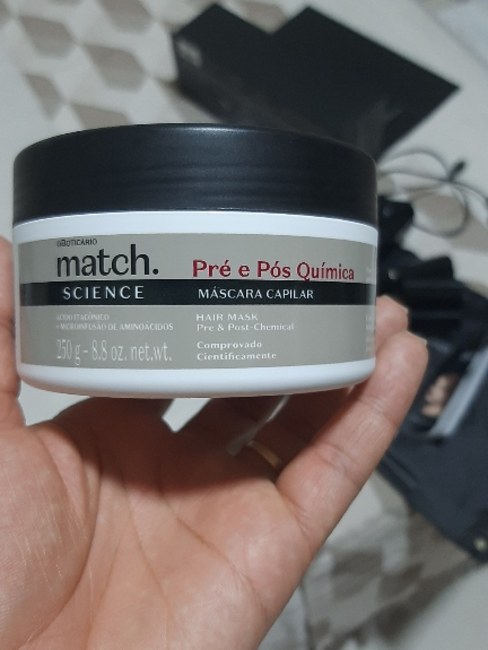 OBOTICÁRIO
match.
SCIENCE
ÁCIDO ITACÔNICO
+ MICROINFUSÃO DE AMINOÁCIDOS
250 g - 8.8 oz. net.wt.
Pré e Pós Química
MÁSCARA CAPILAR
HAIR MASK
Pre & Post-Chemical
Comprovado
Cientificamente